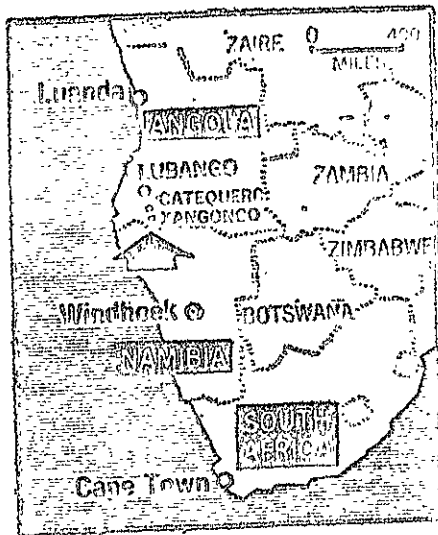 ZAIRE
0 400
MILES
Luanda
ANGOLA
LUBANGO
CATEQUERO
XANGONGO
ZAMBIA
ZIMBABWE
Windhoek
BOTSWANA
NAMIBIA
SOUTH
AFRICA
Cape Town